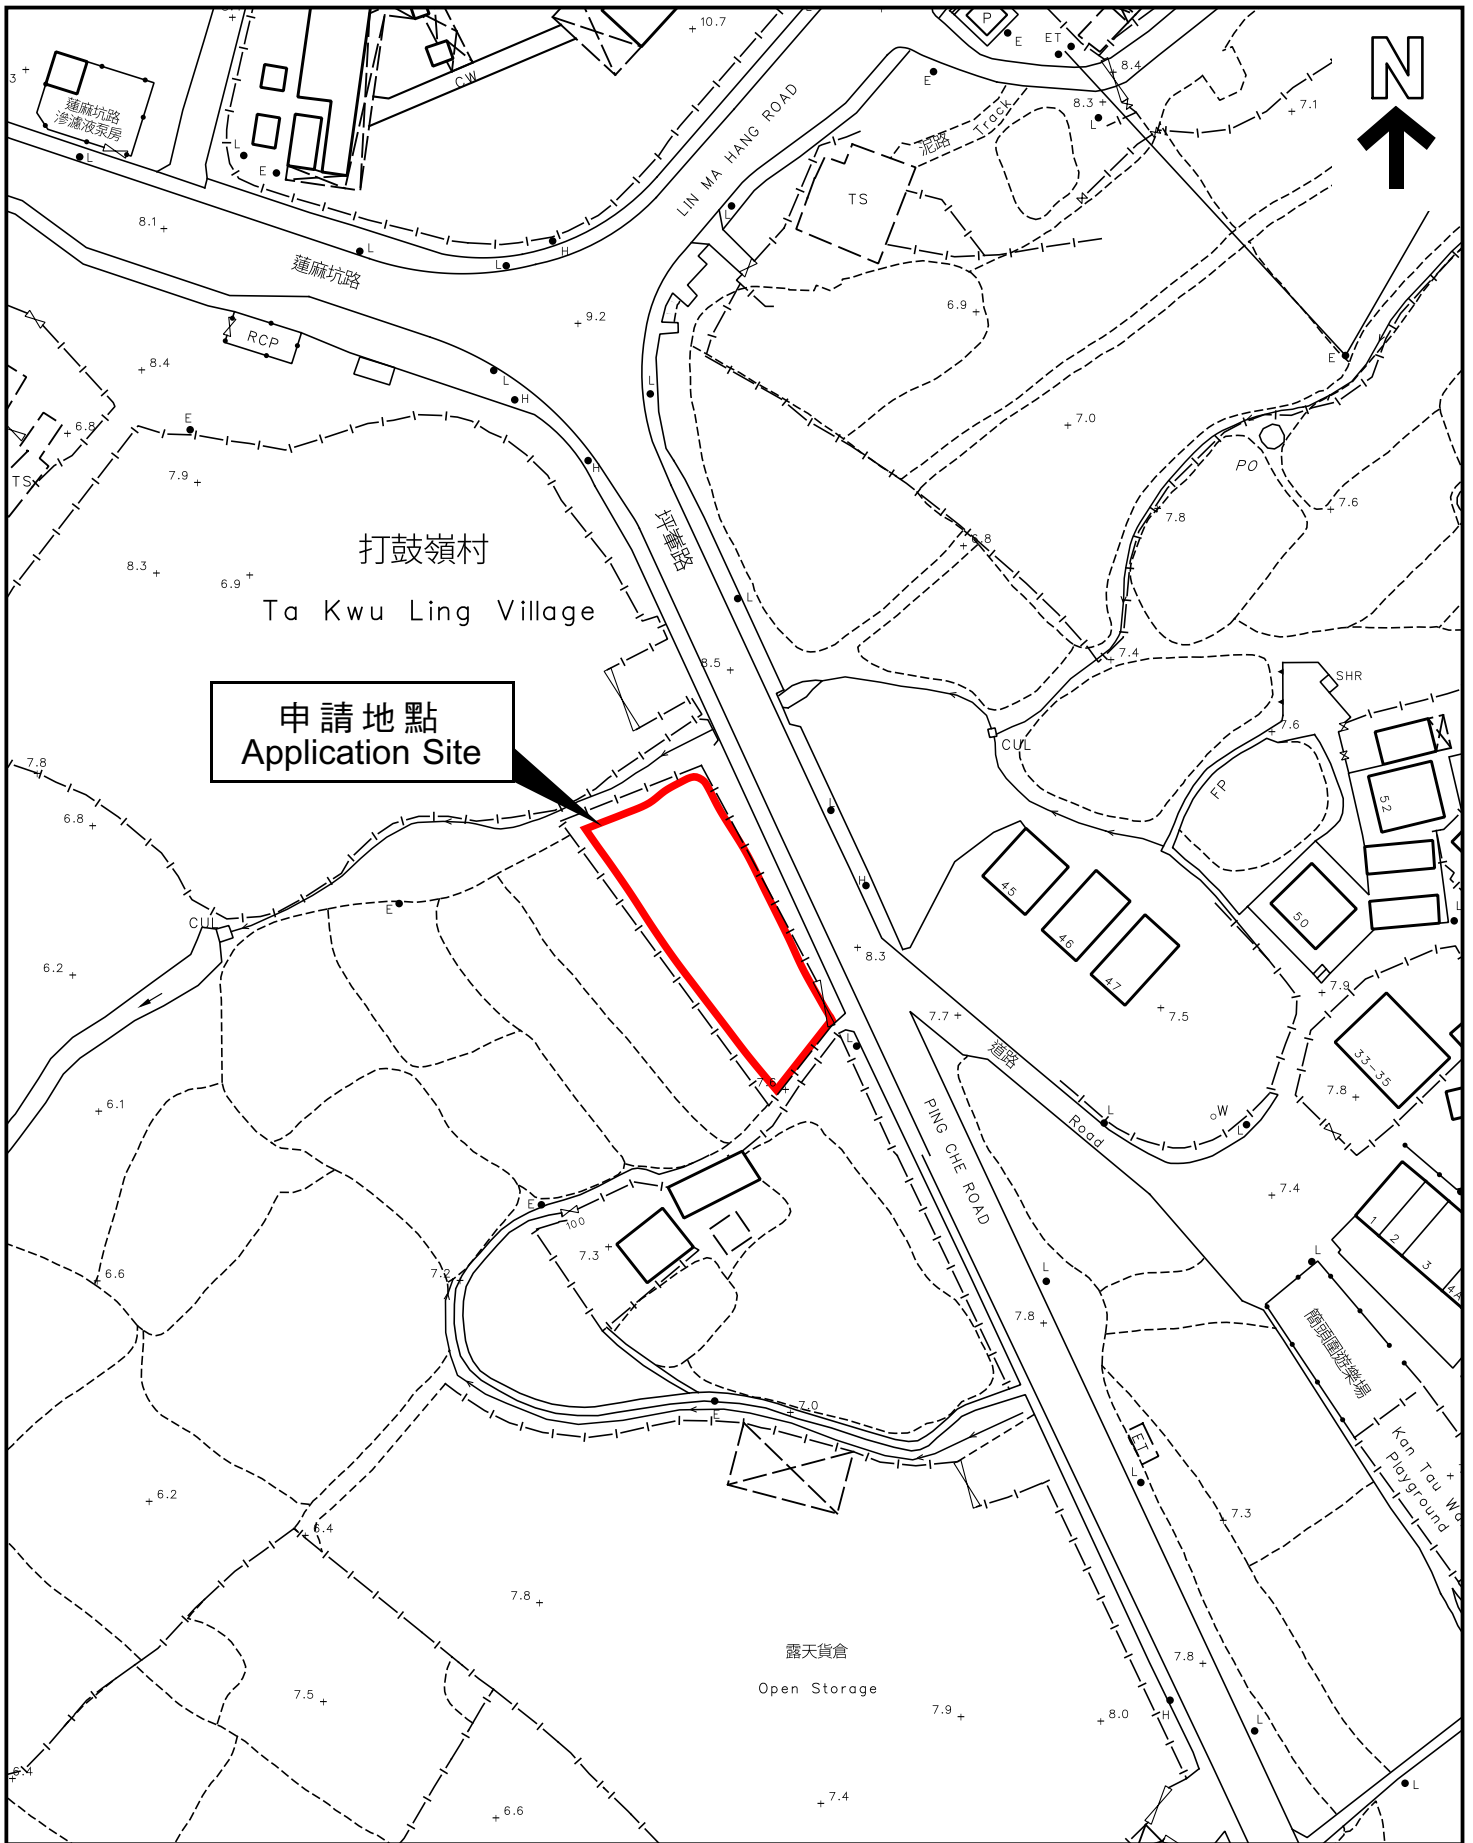 10.7
P
E
ET
8.4
N
3
CW
E
8.3
L
7.1
蓮麻坑路
滲濾液泵房
LIN MA HANG ROAD
泥路
Track
L
L
E
TS
L
8.1
L
H
L
蓮麻坑路
6.9
9.2
RCP
E
8.4
L
L
H
E
6.8
7.0
H
PO
TS
7.9
7.6
坪輋路
7.8
打鼓嶺村
6.8
8.3
6.9
Ta Kwu Ling Village
L
7.4
8.5
SHR
申請地點
Application Site
7.6
CUL
7.8
FP
6.8
L
52
H
45
E
CUL
46
50
L
8.3
6.2
47
7.9
7.7
7.5
L
道路
33-35
7.6
7.8
6.1
PING CHE ROAD
L
W
L
Road
7.4
E
100
1
2
3
4A
7.3
L
7.2
6.6
L
7.8
簡頭圍遊樂場
E
7.0
Kan Tau Wa
Playground
ET
L
6.2
7.3
6.4
7.8
露天貨倉
Open Storage
7.8
7.5
7.9
8.0
H
L
6.4
L
7.4
6.6